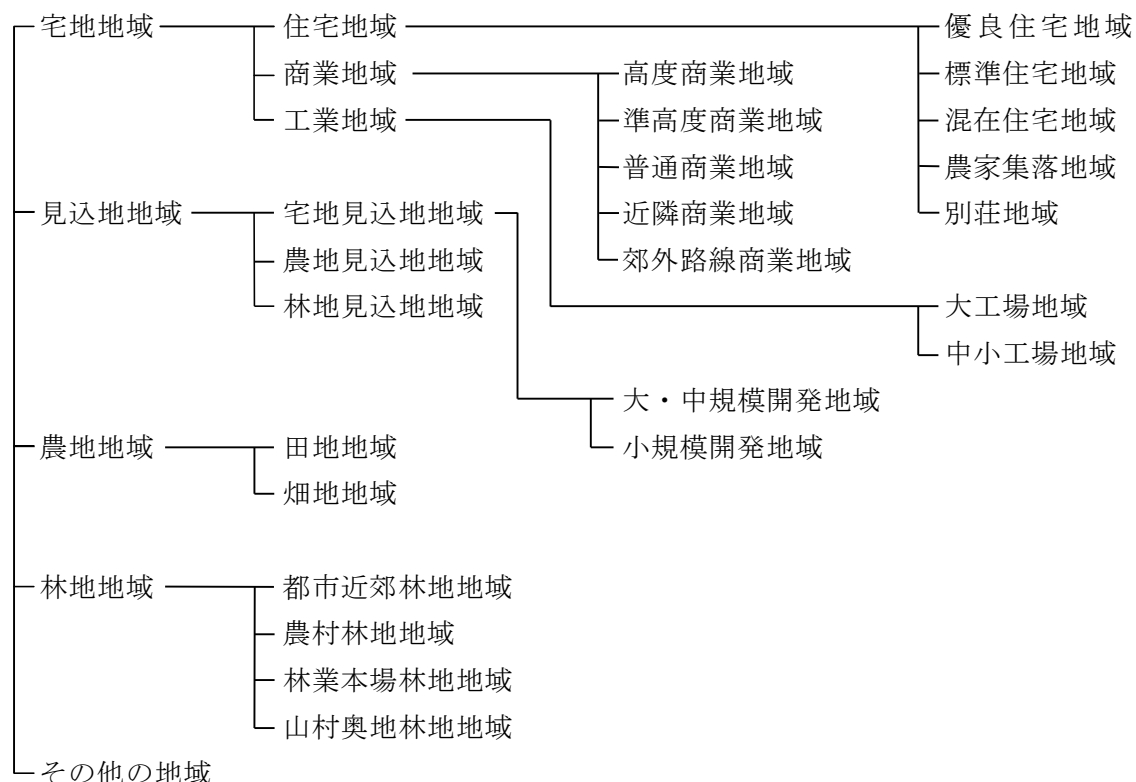 宅地地域 住宅地域 優良住宅地域
商業地域 高度商業地域 標準住宅地域
工業地域 準高度商業地域 混在住宅地域
普通商業地域 農家集落地域
見込地地域 宅地見込地地域 近隣商業地域 別荘地域
農地見込地地域 郊外路線商業地域
林地見込地地域 大工場地域
中小工場地域
大・中規模開発地域
農地地域 田地地域 小規模開発地域
畑地地域
林地地域 都市近郊林地地域
農村林地地域
林業本場林地地域
山村奥地林地地域
その他の地域